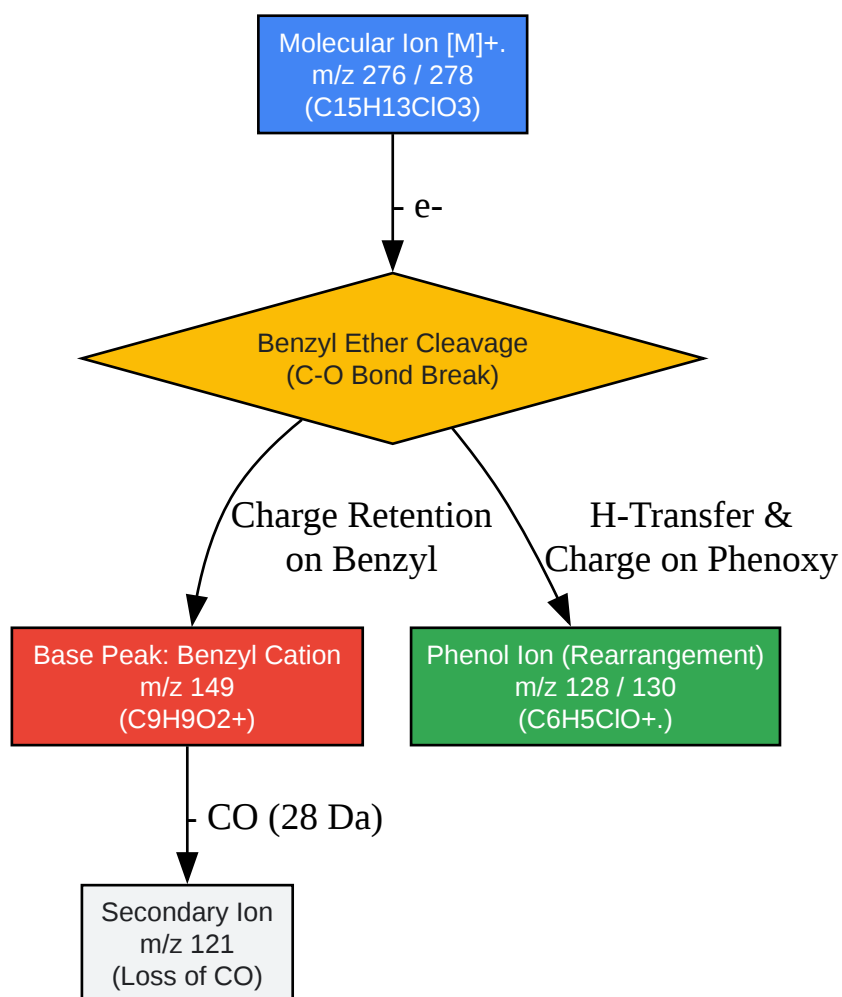 Molecular Ion [M]+.
m/z 276 / 278
(C15H13ClO3)
- e-
Benzyl Ether Cleavage
(C-O Bond Break)
Charge Retention
on Benzyl
H-Transfer &
Charge on Phenoxy
Base Peak: Benzyl Cation
m/z 149
(C9H9O2+)
Phenol Ion (Rearrangement)
m/z 128 / 130
(C6H5ClO+.)
- CO (28 Da)
Secondary Ion
m/z 121
(Loss of CO)